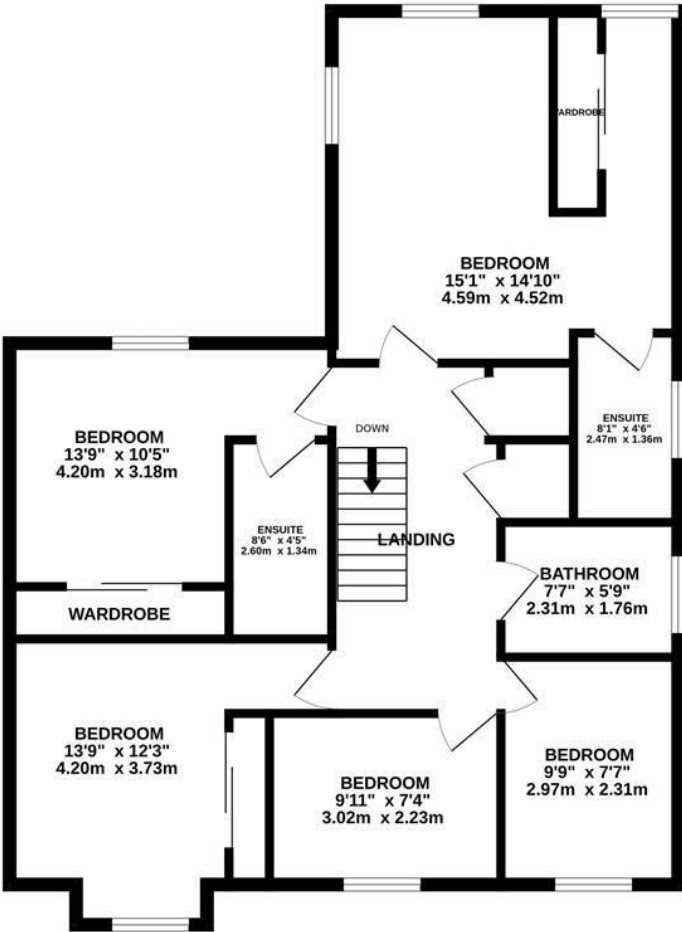 WARDROBE
BEDROOM
15'1" x 14'10"
4.59m x 4.52m
ENSUITE
8'1" x 4'6"
2.47m x 1.36m
DOWN
BEDROOM
13'9" x 10'5"
4.20m x 3.18m
ENSUITE
8'6" x 4'5"
2.60m x 1.34m
LANDING
BATHROOM
7'7" x 5'9"
2.31m x 1.76m
WARDROBE
BEDROOM
13'9" x 12'3"
4.20m x 3.73m
BEDROOM
9'11" x 7'4"
3.02m x 2.23m
BEDROOM
9'9" x 7'7"
2.97m x 2.31m